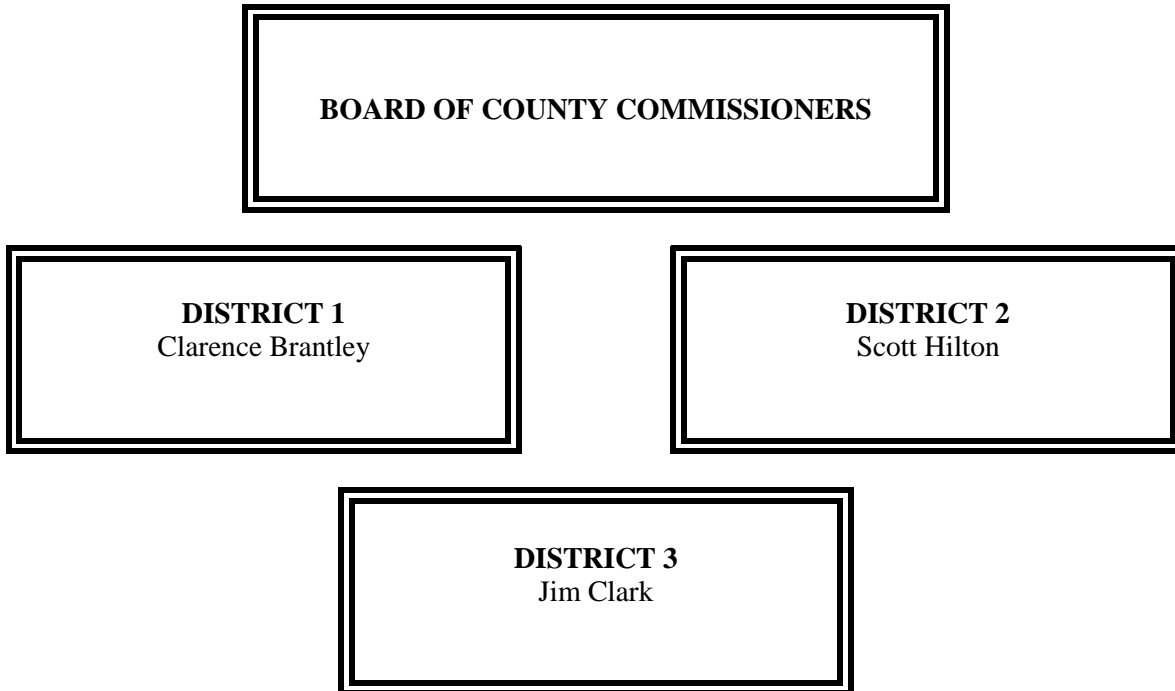 BOARD OF COUNTY COMMISSIONERS
DISTRICT 1
Clarence Brantley
DISTRICT 2
Scott Hilton
DISTRICT 3
Jim Clark